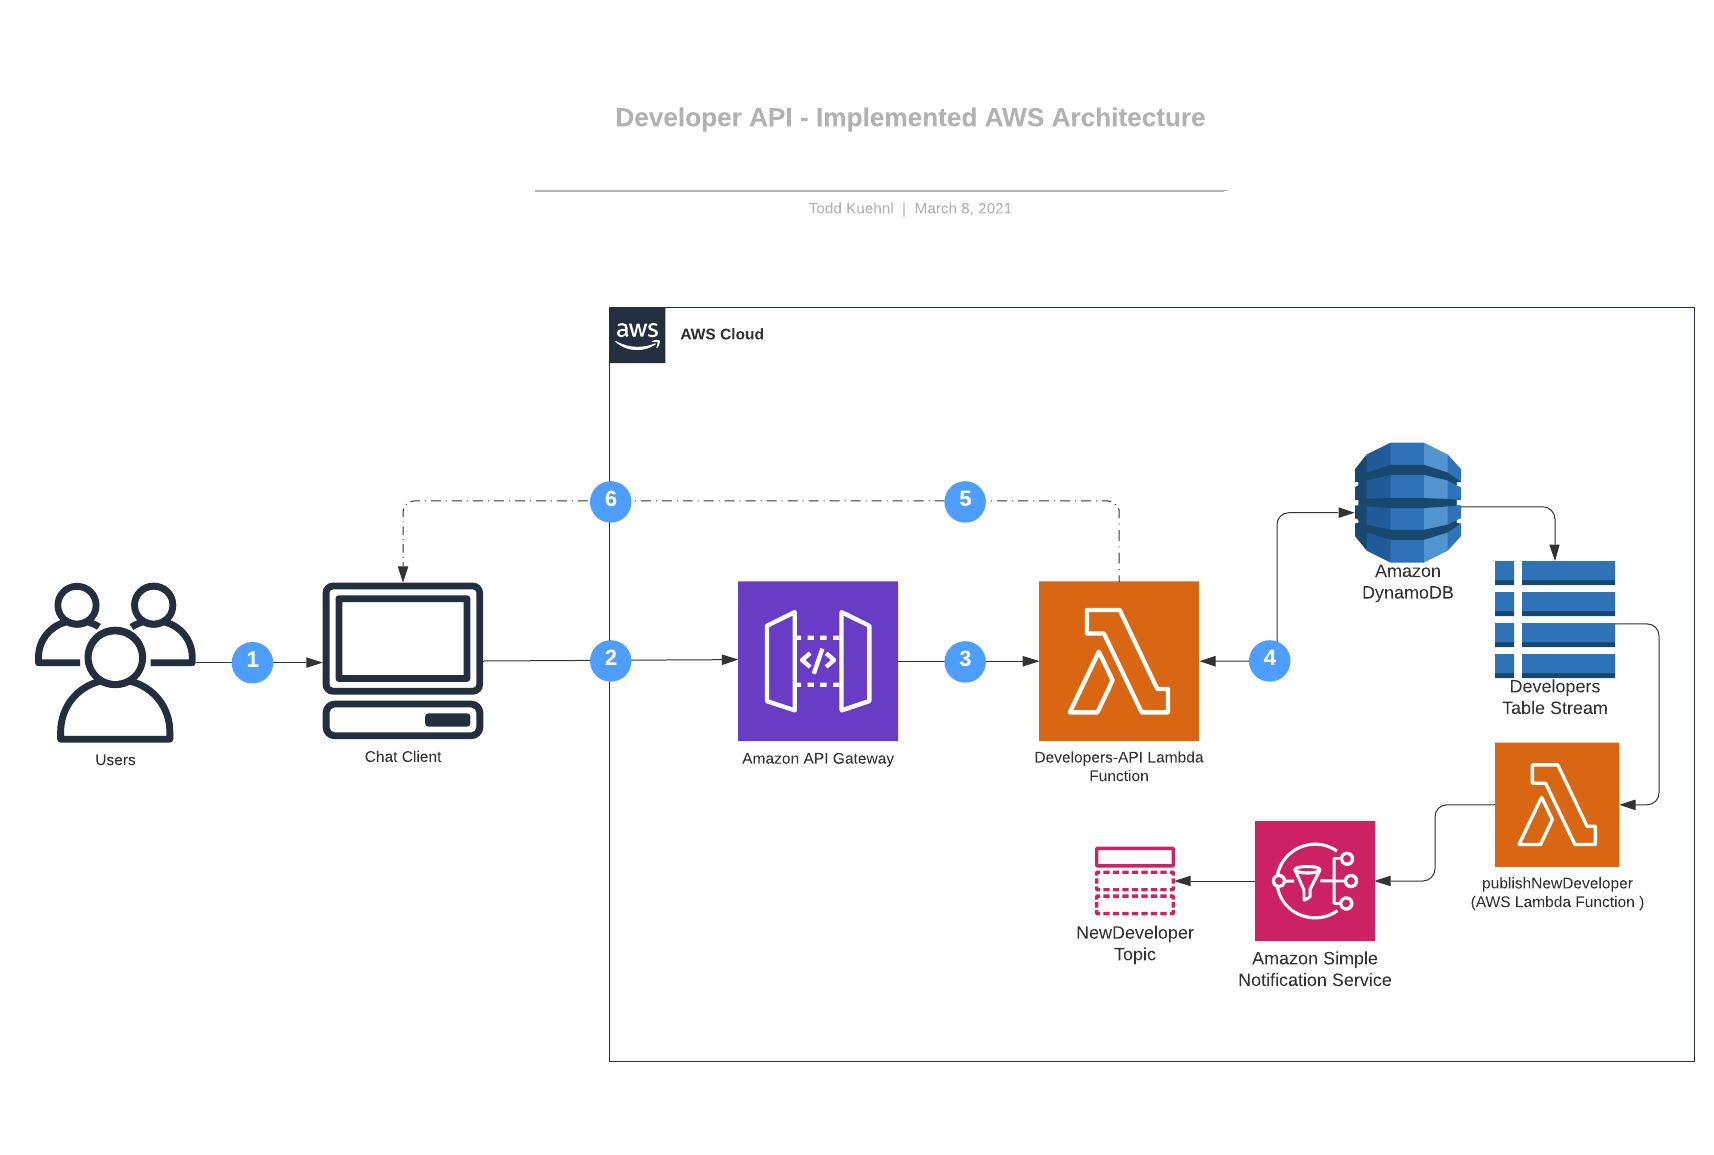 Developer API - Implemented AWS Architecture
Todd Kuehnl | March 8, 2021
aws
AWS Cloud
6
5
1
2
3
4
Amazon
DynamoDB
Developers
Table Stream
Users
Chat Client
Amazon API Gateway
Developers-API Lambda
Function
publishNewDeveloper
(AWS Lambda Function )
NewDeveloper
Topic
Amazon Simple
Notification Service